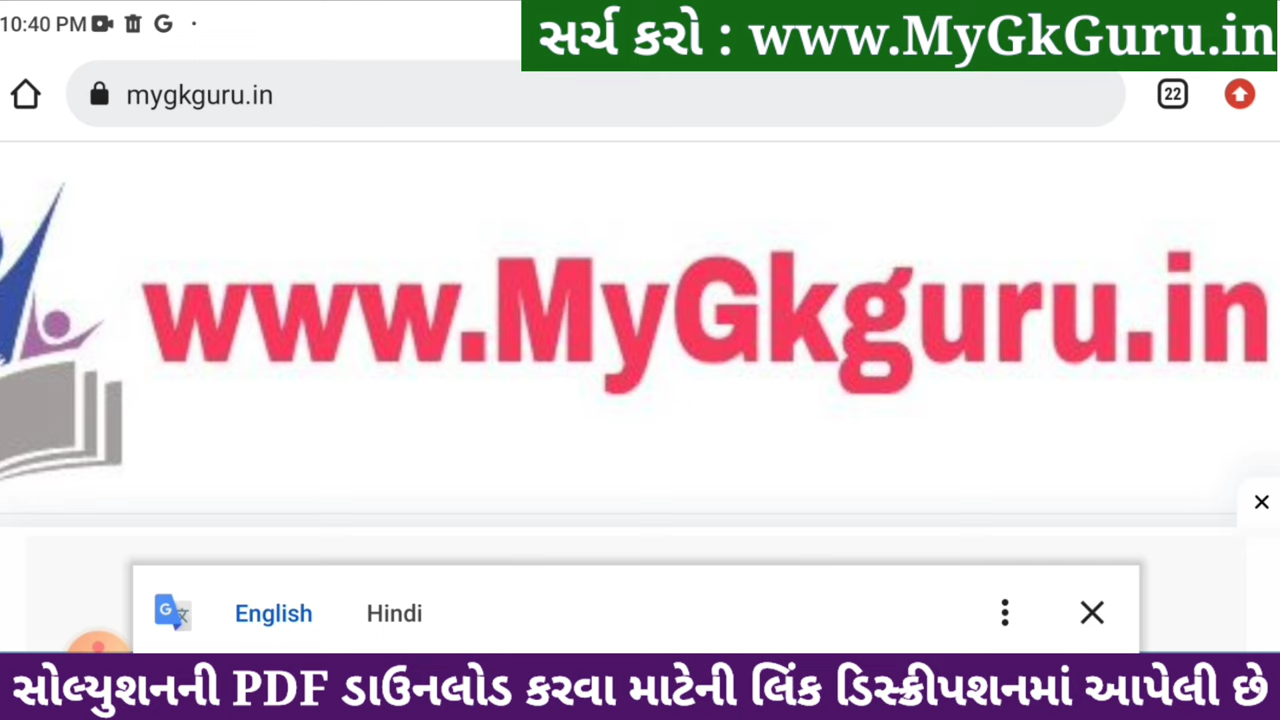 10:40 PM
સર્ચ કરો : www.MyGkGuru.in
mygkguru.in
22
www.MyGkguru.in
English Hindi
સોલ્યુશનની PDF ડાઉનલોડ કરવા માટેની લિંક ડિસ્ક્રીપશનમાં આપેલી છે